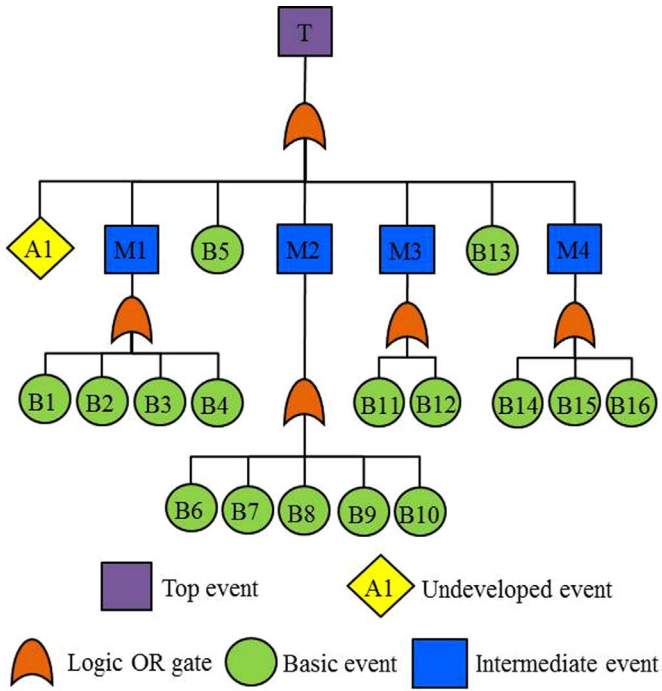 T
A1 M1 B5 M2 M3 B13 M4
B1 B2 B3 B4 B11 B12 B14 B15 B16
B6 B7 B8 B9 B10
Top event A1 Undeveloped event
Logic OR gate Basic event Intermediate event